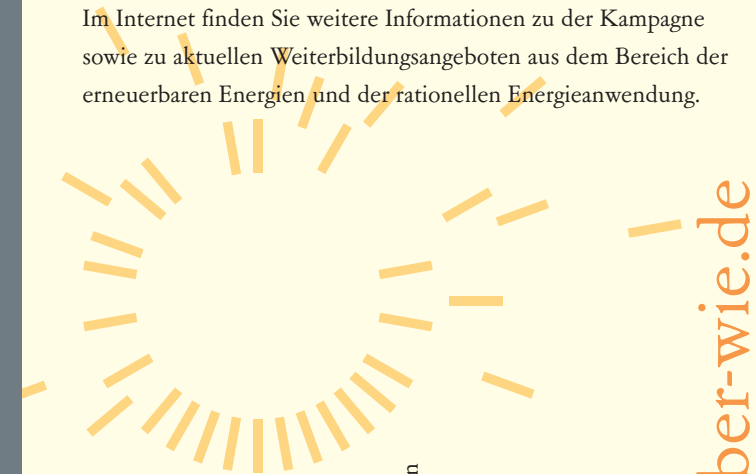 Im Internet finden Sie weitere Informationen zu der Kampagne
sowie zu aktuellen Weiterbildungsangeboten aus dem Bereich der
erneuerbaren Energien und der rationellen Energieanwendung.
ber-wie.de
n